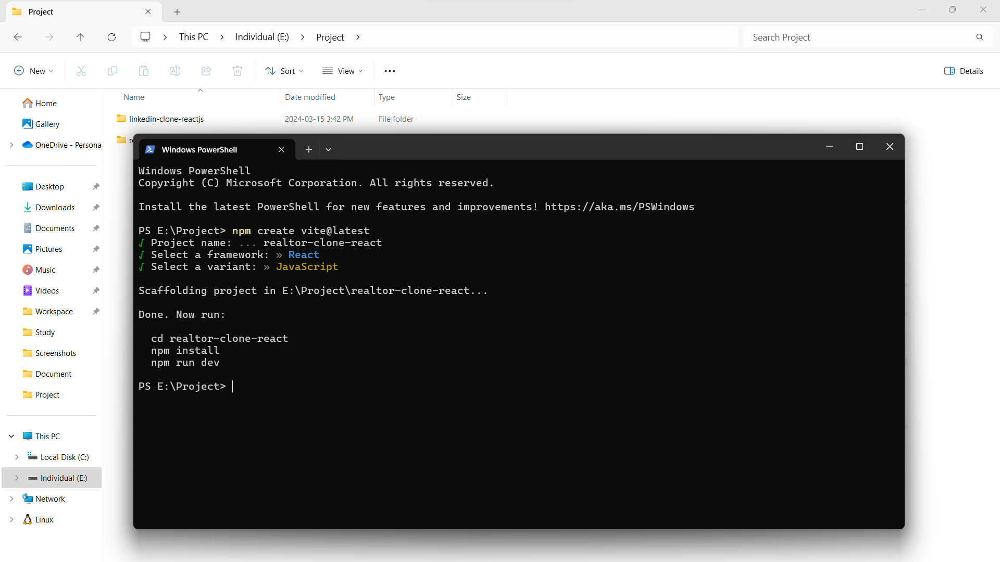 Project
This PC
Individual (E:)
Project
Search Project
New
Sort
View
Details
Name
Date modified
Type
Size
linkedin-clone-reactjs
2024-03-15 3:42 PM
File folder
Home
Gallery
OneDrive - Persona
Desktop
Downloads
Documents
Pictures
Music
Videos
Workspace
Study
Screenshots
Document
Project
This PC
Local Disk (C:)
Individual (E:)
Network
Linux
Windows PowerShell
Windows PowerShell
Copyright (C) Microsoft Corporation. All rights reserved.
Install the latest PowerShell for new features and improvements! https://aka.ms/PSWindows
PS E:\Project> npm create vite@latest
√ Project name: ... realtor-clone-react
√ Select a framework: » React
√ Select a variant: » JavaScript
Scaffolding project in E:\Project\realtor-clone-react...
Done. Now run:
cd realtor-clone-react
npm install
npm run dev
PS E:\Project>